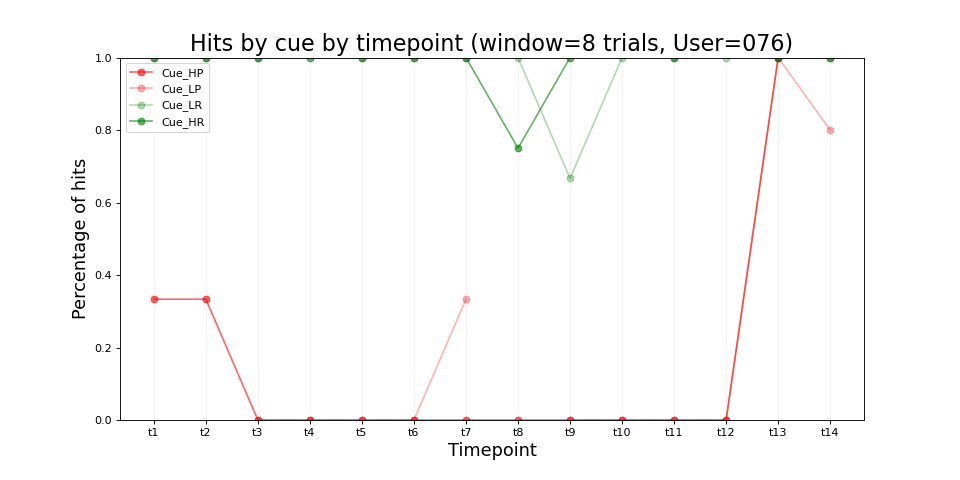 Hits by cue by timepoint (window=8 trials, User=076)
Percentage of hits
1.0
0.8
0.6
0.4
0.2
0.0
Cue_HP
Cue_LP
Cue_LR
Cue_HR
t1 t2 t3 t4 t5 t6 t7 t8 t9 t10 t11 t12 t13 t14
Timepoint